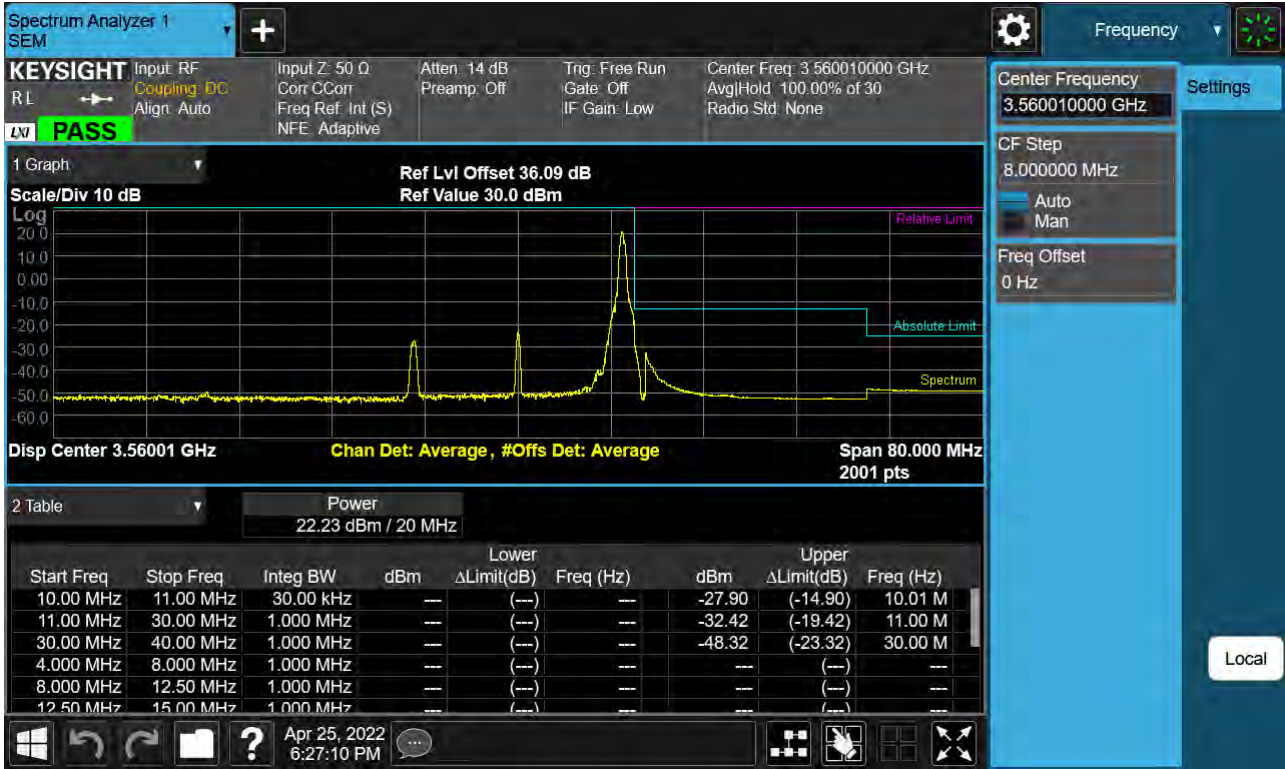 Spectrum Analyzer 1
SEM
Frequency
KEYSIGHT
R L
LXI
PASS
Input: RF
Coupling: DC
Align: Auto
Input Z: 50 Ω
Corr CCorr
Freq Ref: Int (S)
NFE: Adaptive
Atten: 14 dB
Preamp: Off
Trig: Free Run
Gate: Off
IF Gain: Low
Center Freq: 3.560010000 GHz
Avg|Hold: 100.00% of 30
Radio Std: None
Center Frequency
3.560010000 GHz
Settings
CF Step
8.000000 MHz
Auto
Man
Freq Offset
0 Hz
1 Graph
Ref Lvl Offset 36.09 dB
Scale/Div 10 dB
Ref Value 30.0 dBm
Log
Relative Limit
20.0
10.0
0.00
-10.0
-20.0
Absolute Limit
-30.0
-40.0
Spectrum
-50.0
-60.0
Disp Center 3.56001 GHz
Chan Det: Average , #Offs Det: Average
Span 80.000 MHz
2001 pts
2 Table
Power
22.23 dBm / 20 MHz
Lower Upper
Start Freq Stop Freq Integ BW dBm ΔLimit(dB) Freq (Hz) dBm ΔLimit(dB) Freq (Hz)
10.00 MHz 11.00 MHz 30.00 kHz --- (---) --- -27.90 (-14.90) 10.01 M
11.00 MHz 30.00 MHz 1.000 MHz --- (---) --- -32.42 (-19.42) 11.00 M
30.00 MHz 40.00 MHz 1.000 MHz --- (---) --- -48.32 (-23.32) 30.00 M
4.000 MHz 8.000 MHz 1.000 MHz --- (---) --- --- (---) ---
8.000 MHz 12.50 MHz 1.000 MHz --- (---) --- --- (---) ---
12.50 MHz 15.00 MHz 1.000 MHz --- (---) --- --- (---) ---
Local
?
Apr 25, 2022
6:27:10 PM